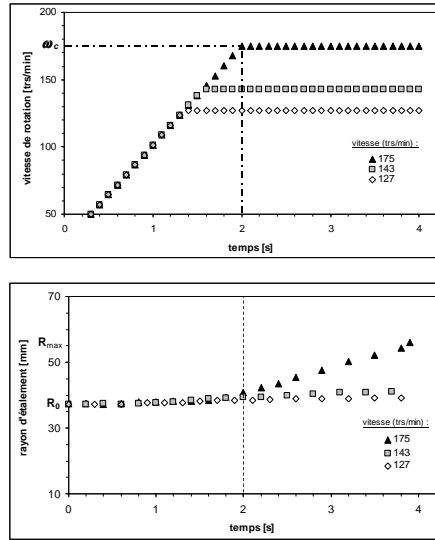 200
ω_c
150
100
50
vitesse de rotation [trs/min]
vitesse (trs/min) :
175
143
127
0 1 2 3 4
temps [s]
70
R_max
50
R_0
30
10
rayon d'étalement [mm]
vitesse (trs/min) :
175
143
127
0 1 2 3 4
temps [s]